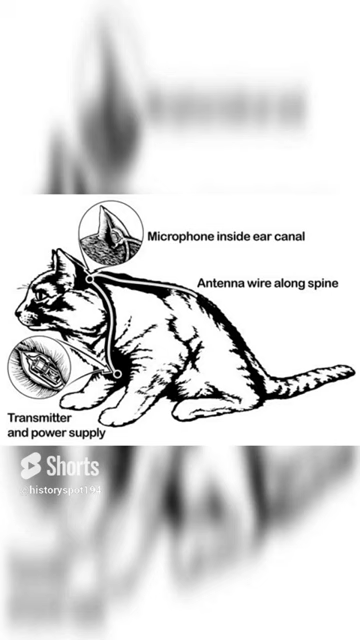 Microphone inside ear canal
Antenna wire along spine
Transmitter
and power supply
Shorts
historyspot194